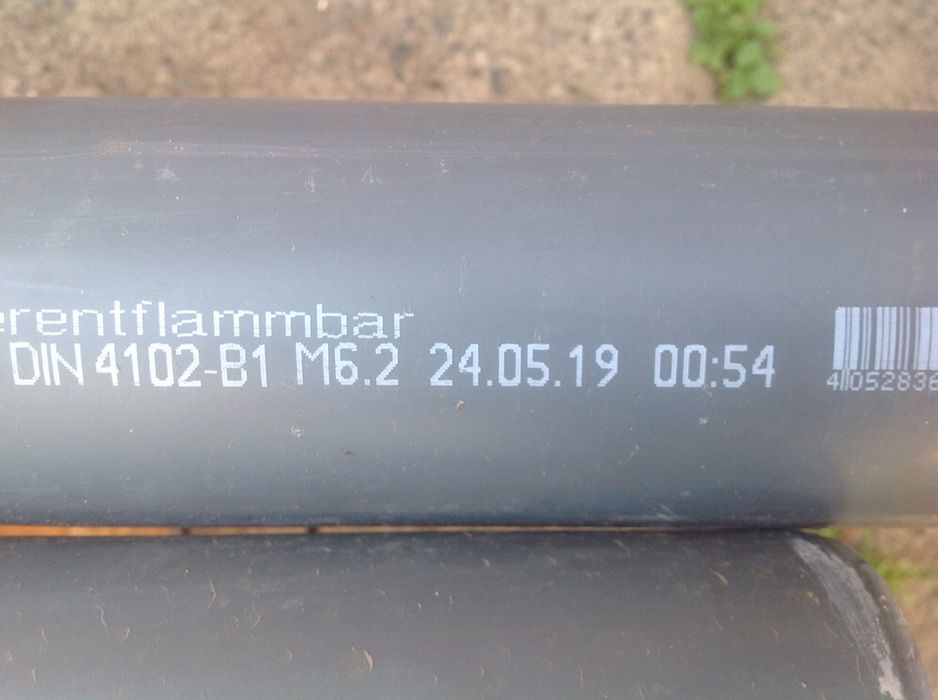 erentflammbar
DIN 4102-B1 M6.2 24.05.19 00:54
4052836